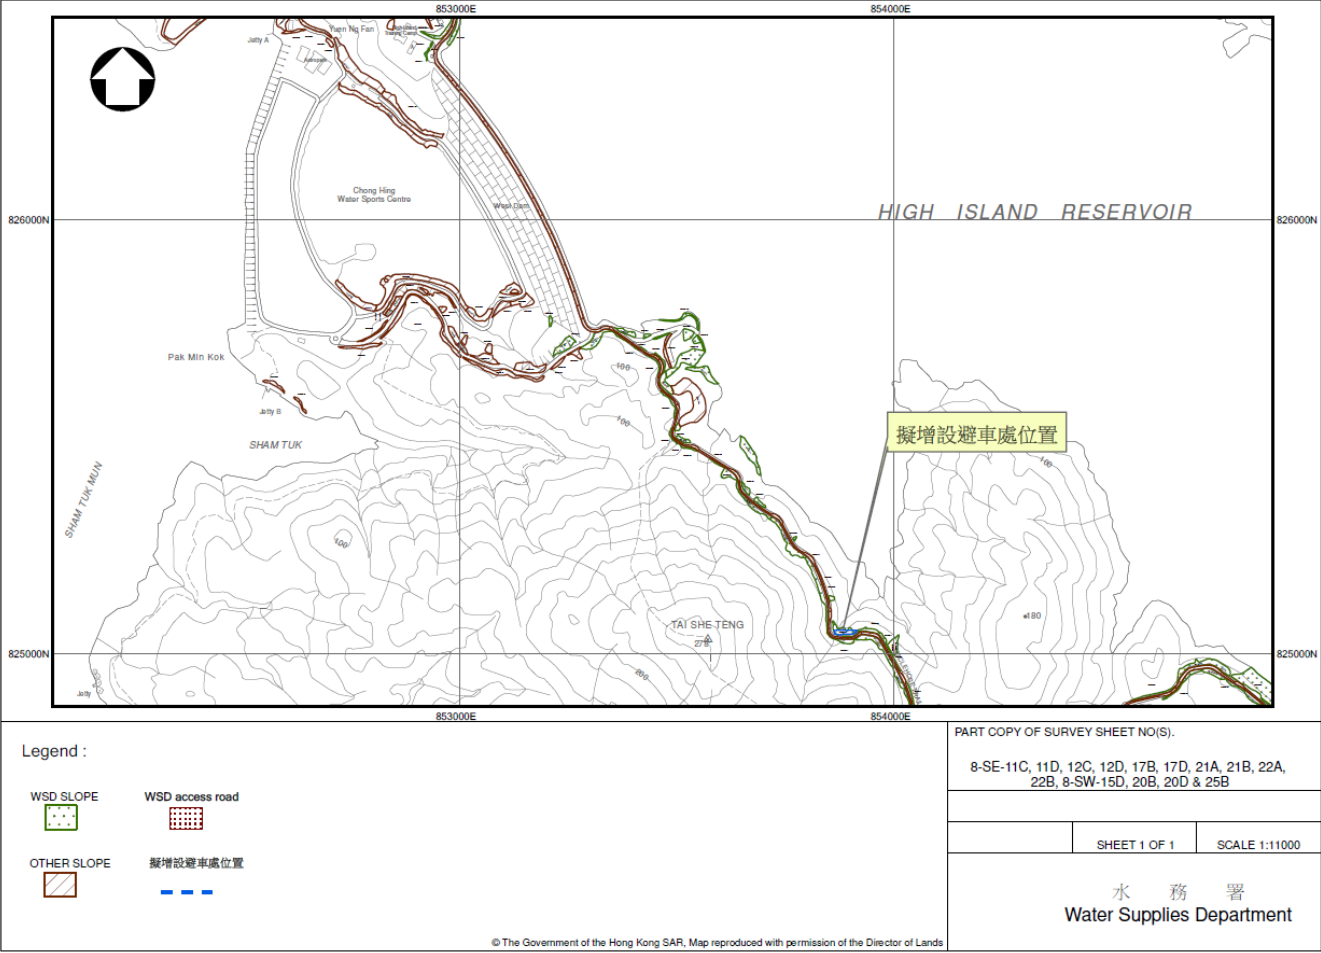 853000E
854000E
Jetty A
Yuen Ng Fan
826000N
826000N
Chong Hing
Water Sports Centre
West Dam
HIGH ISLAND RESERVOIR
Pak Min Kok
Jetty B
SHAM TUK
SHAM TUK MUN
100
100
100
100
擬增設避車處位置
180
TAI SHE TENG
200
825000N
825000N
Jetty
853000E
854000E
Legend :
WSD SLOPE
WSD access road
OTHER SLOPE
擬增設避車處位置
© The Government of the Hong Kong SAR, Map reproduced with permission of the Director of Lands
PART COPY OF SURVEY SHEET NO(S).
8-SE-11C, 11D, 12C, 12D, 17B, 17D, 21A, 21B, 22A,
22B, 8-SW-15D, 20B, 20D & 25B
SHEET 1 OF 1
SCALE 1:11000
水 務 署
Water Supplies Department